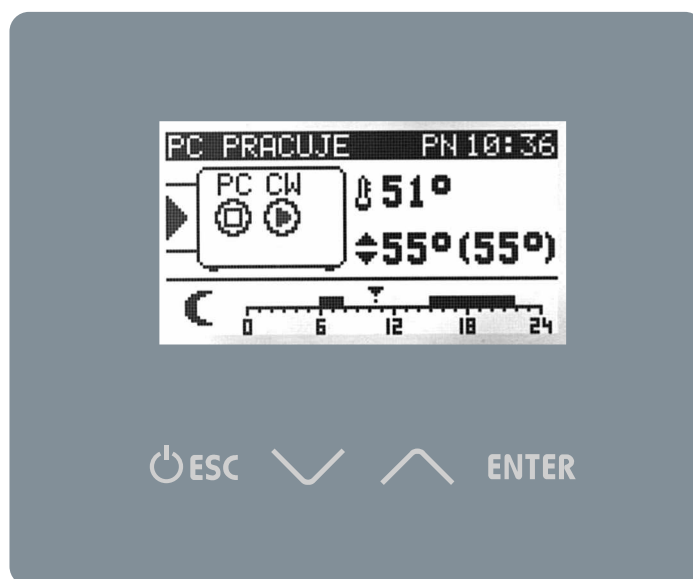 PC PRACUJE PN 10:36
PC CW
51°
55°(55°)
0 6 12 18 24
ESC ENTER